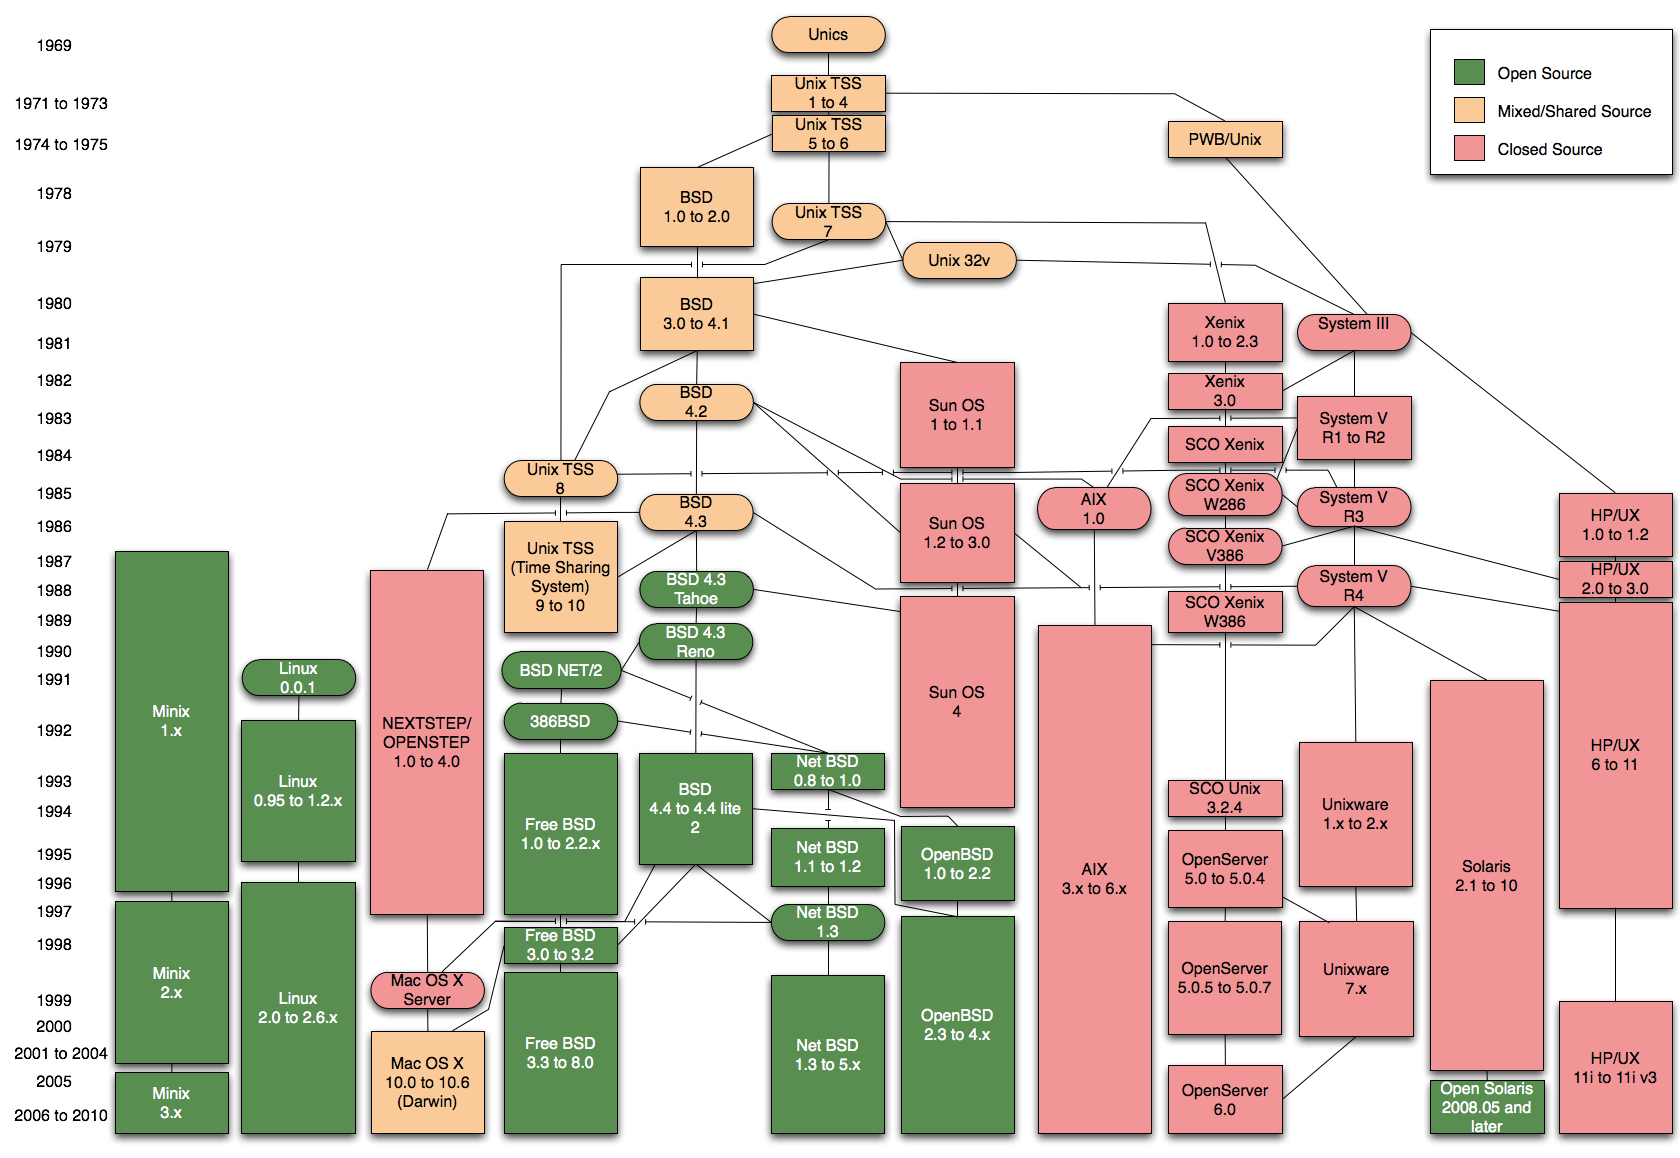 1969
1971 to 1973
1974 to 1975
1978
1979
1980
1981
1982
1983
1984
1985
1986
1987
1988
1989
1990
1991
1992
1993
1994
1995
1996
1997
1998
1999
2000
2001 to 2004
2005
2006 to 2010
Open Source
Mixed/Shared Source
Closed Source
Unics
Unix TSS
1 to 4
Unix TSS
5 to 6
PWB/Unix
BSD
1.0 to 2.0
Unix TSS
7
Unix 32v
BSD
3.0 to 4.1
Xenix
1.0 to 2.3
System III
Sun OS
1 to 1.1
Xenix
3.0
BSD
4.2
System V
R1 to R2
SCO Xenix
Unix TSS
8
SCO Xenix
W286
AIX
1.0
System V
R3
BSD
4.3
Sun OS
1.2 to 3.0
HP/UX
1.0 to 1.2
Unix TSS
(Time Sharing
System)
9 to 10
SCO Xenix
V386
HP/UX
2.0 to 3.0
BSD 4.3
Tahoe
System V
R4
SCO Xenix
W386
BSD 4.3
Reno
BSD NET/2
Linux
0.0.1
Minix
1.x
386BSD
NEXTSTEP/
OPENSTEP
1.0 to 4.0
Sun OS
4
HP/UX
6 to 11
Net BSD
0.8 to 1.0
Linux
0.95 to 1.2.x
BSD
4.4 to 4.4 lite
2
SCO Unix
3.2.4
Unixware
1.x to 2.x
Free BSD
1.0 to 2.2.x
Net BSD
1.1 to 1.2
OpenBSD
1.0 to 2.2
OpenServer
5.0 to 5.0.4
AIX
3.x to 6.x
Solaris
2.1 to 10
Net BSD
1.3
Free BSD
3.0 to 3.2
Minix
2.x
Mac OS X
Server
OpenServer
5.0.5 to 5.0.7
Unixware
7.x
Linux
2.0 to 2.6.x
OpenBSD
2.3 to 4.x
Free BSD
3.3 to 8.0
Net BSD
1.3 to 5.x
Mac OS X
10.0 to 10.6
(Darwin)
HP/UX
11i to 11i v3
Minix
3.x
OpenServer
6.0
Open Solaris
2008.05 and
later